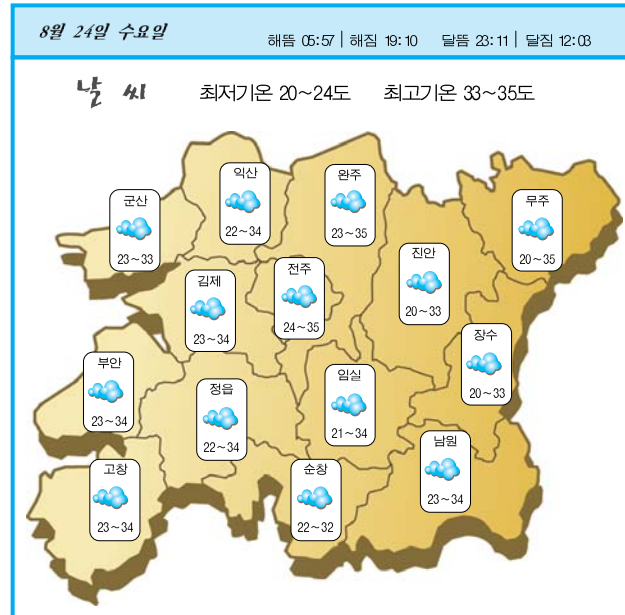 8월 24일 수요일
해뜸 05:57 | 해짐 19:10 | 달뜸 23:11 | 달짐 12:03
날 씨 최저기온 20~24도 최고기온 33~35도
익산
22~34
완주
23~35
군산
23~33
무주
20~35
진안
20~33
김제
23~34
전주
24~35
장수
20~33
부안
23~34
정읍
22~34
임실
21~34
남원
23~34
고창
23~34
순창
22~32